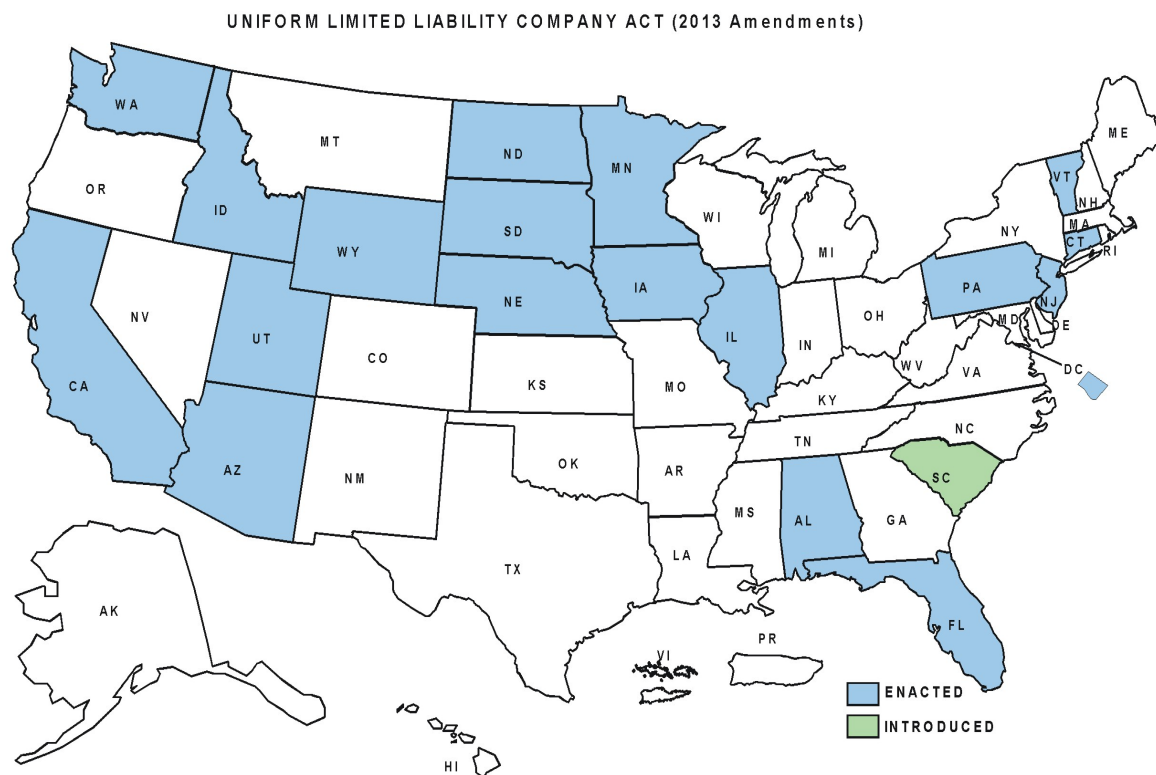 UNIFORM LIMITED LIABILITY COMPANY ACT (2013 Amendments)
WA
MT
ND
MN
ME
VT
NH
OR
ID
WY
SD
WI
MI
NY
MA
CT
RI
NV
UT
CO
NE
IA
IL
IN
OH
PA
NJ
MD
DE
CA
KS
MO
KY
WV
VA
DC
AZ
NM
OK
AR
TN
NC
SC
TX
LA
MS
AL
GA
FL
AK
HI
VI
PR
ENACTED
INTRODUCED